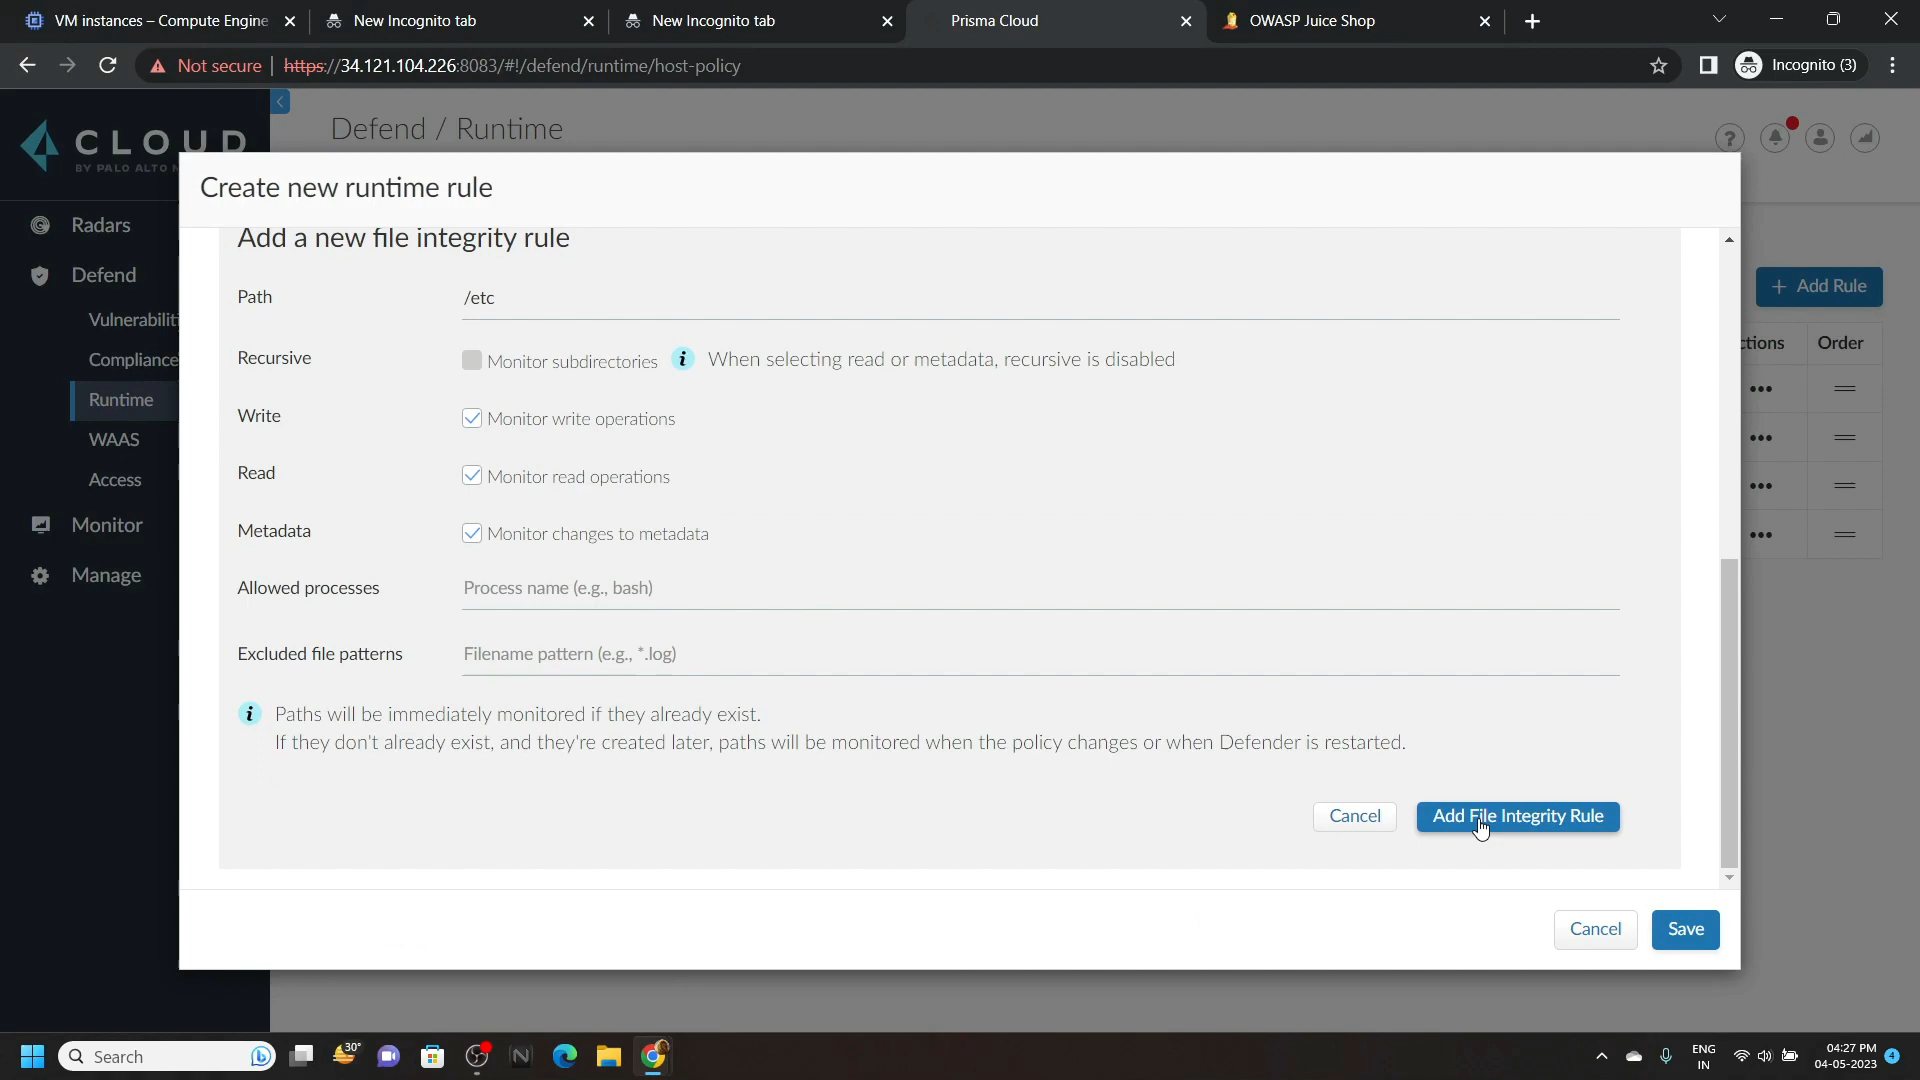 VM instances – Compute Engine
New Incognito tab
New Incognito tab
Prisma Cloud
OWASP Juice Shop
Not secure
https://34.121.104.226:8083/#!/defend/runtime/host-policy
Incognito (3)
CLOUD
BY PALO ALTO N
Defend / Runtime
?
Radars
Defend
Vulnerabiliti
Compliance
Runtime
WAAS
Access
Monitor
Manage
+ Add Rule
ctions
Order
Create new runtime rule
Add a new file integrity rule
Path
/etc
Recursive
Monitor subdirectories
i When selecting read or metadata, recursive is disabled
Write
Monitor write operations
Read
Monitor read operations
Metadata
Monitor changes to metadata
Allowed processes
Process name (e.g., bash)
Excluded file patterns
Filename pattern (e.g., *.log)
i Paths will be immediately monitored if they already exist.
If they don't already exist, and they're created later, paths will be monitored when the policy changes or when Defender is restarted.
Cancel
Add File Integrity Rule
Cancel
Save
Search
30°
ENG
IN
04:27 PM
04-05-2023
4